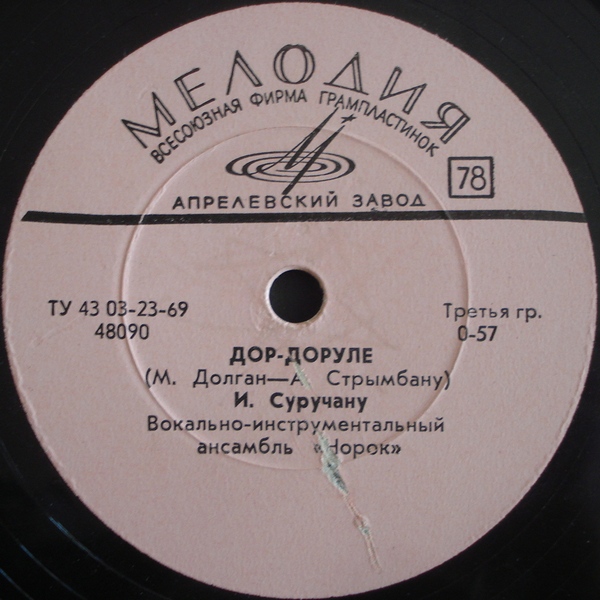 МЕЛОДИЯ
ВСЕСОЮЗНАЯ ФИРМА ГРАМПЛАСТИНОК
78
АПРЕЛЕВСКИЙ ЗАВОД
ТУ 43 03-23-69
48090
Третья гр.
0-57
ДОР-ДОРУЛЕ
(М. Долган—А. Стрымбану)
И. Суручану
Вокально-инструментальный
ансамбль «Норок»